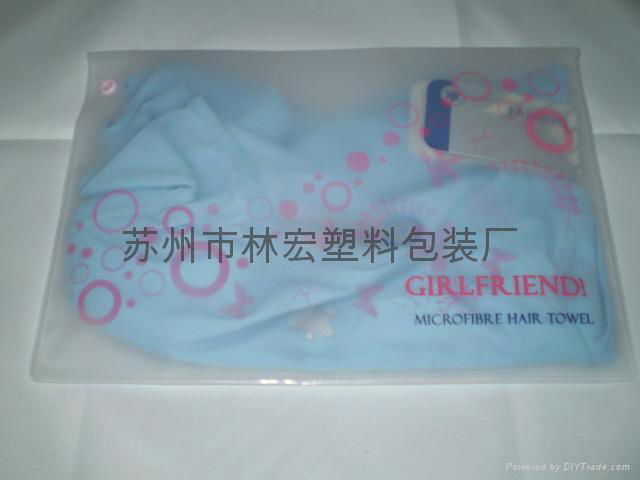 苏州市林宏塑料包装厂
GIRLFRIEND!
MICROFIBRE HAIR TOWEL
Powered by DIYTrade.com